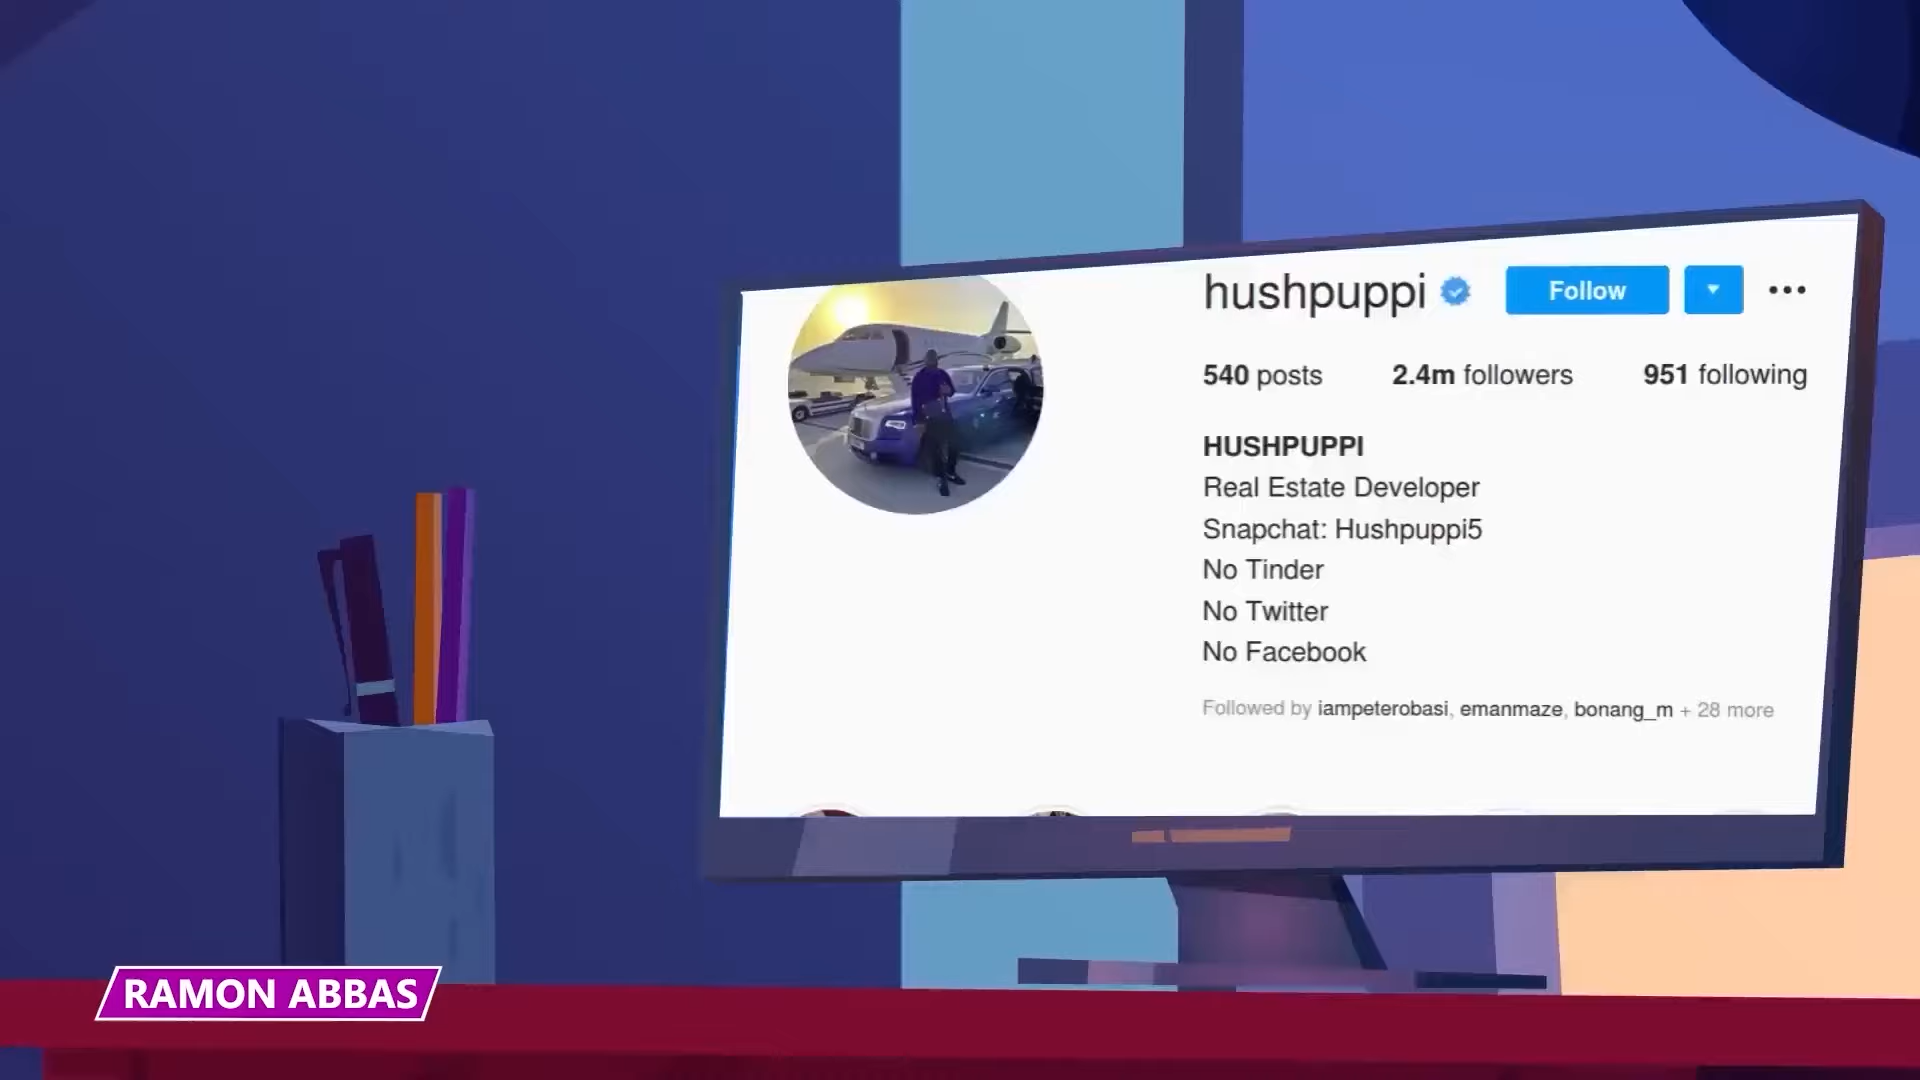 hushpuppi Follow
540 posts 2.4m followers 951 following
HUSHPUPPI
Real Estate Developer
Snapchat: Hushpuppi5
No Tinder
No Twitter
No Facebook
Followed by iampeterobasi, emanmaze, bonang_m + 28 more
RAMON ABBAS